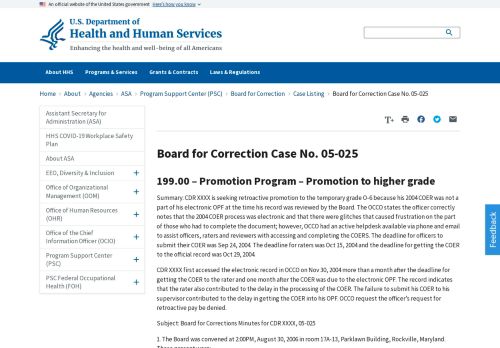 An official website of the United States government Here's how you know
U.S. Department of
Health and Human Services
Enhancing the health and well-being of all Americans
About HHS Programs & Services Grants & Contracts Laws & Regulations
Home About Agencies ASA Program Support Center (PSC) Board for Correction Case Listing Board for Correction Case No. 05-025
Assistant Secretary for
Administration (ASA)
HHS COVID-19 Workplace Safety
Plan
About ASA
EEO, Diversity & Inclusion +
Office of Organizational
Management (OOM) +
Office of Human Resources
(OHR) +
Office of the Chief
Information Officer (OCIO) +
Program Support Center
(PSC) +
PSC Federal Occupational
Health (FOH) +
T+
Board for Correction Case No. 05-025
199.00 – Promotion Program – Promotion to higher grade
Summary: CDR XXXX is seeking retroactive promotion to the temporary grade O-6 because his 2004 COER was not a
part of his electronic OPF at the time his record was reviewed by the Board. The OCCO states the officer correctly
notes that the 2004 COER process was electronic and that there were glitches that caused frustration on the part
of those who had to complete the document; however, OCCO had an active helpdesk available via phone and email
to assist officers, raters and reviewers with accessing and completing the COERS. The deadline for officers to
submit their COER was Sep 24, 2004. The deadline for raters was Oct 15, 2004 and the deadline for getting the COER
to the official record was Oct 29, 2004
CDR XXXX first accessed the electronic record in OCCO on Nov 30, 2004 more than a month after the deadline for
getting the COER to the rater and one month after the COER was due to the electronic OPF. The record indicates
that the rater also contributed to the delay in the processing of the COER. The failure to submit his COER to his
supervisor contributed to the delay in getting the COER into his OPF. OCCO request the officer's request for
retroactive pay be denied.
Subject: Board for Corrections Minutes for CDR XXXX, 05-025
1. The Board was convened at 2:00PM, August 30, 2006 in room 17A-13, Parklawn Building, Rockville, Maryland.
Feedback